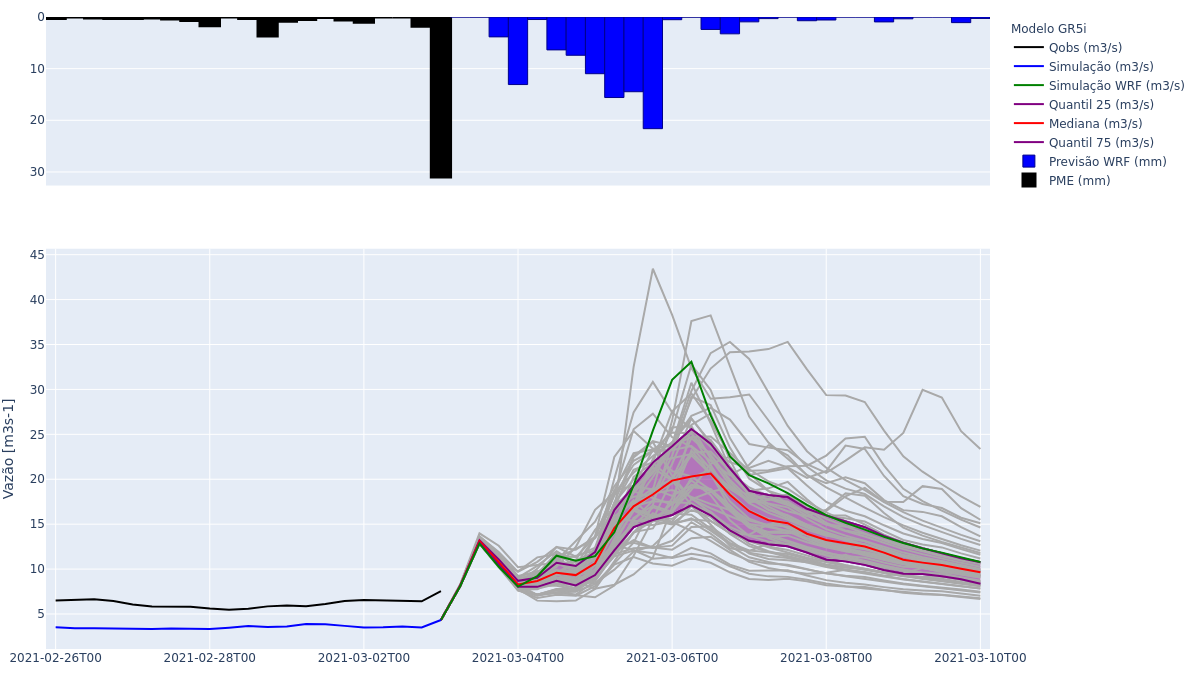 0
10
20
30
Modelo GR5i
Qobs (m3/s)
Simulação (m3/s)
Simulação WRF (m3/s)
Quantil 25 (m3/s)
Mediana (m3/s)
Quantil 75 (m3/s)
Previsão WRF (mm)
PME (mm)
45
40
35
30
25
20
15
10
5
Vazão [m3s-1]
2021-02-26T00 2021-02-28T00 2021-03-02T00 2021-03-04T00 2021-03-06T00 2021-03-08T00 2021-03-10T00